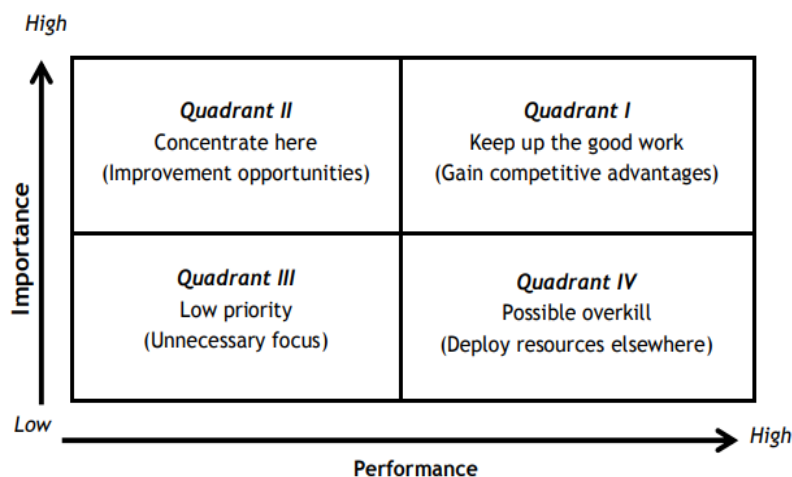 High
Quadrant II
Concentrate here
(Improvement opportunities)
Quadrant I
Keep up the good work
(Gain competitive advantages)
Importance
Quadrant III
Low priority
(Unnecessary focus)
Quadrant IV
Possible overkill
(Deploy resources elsewhere)
Low
High
Performance